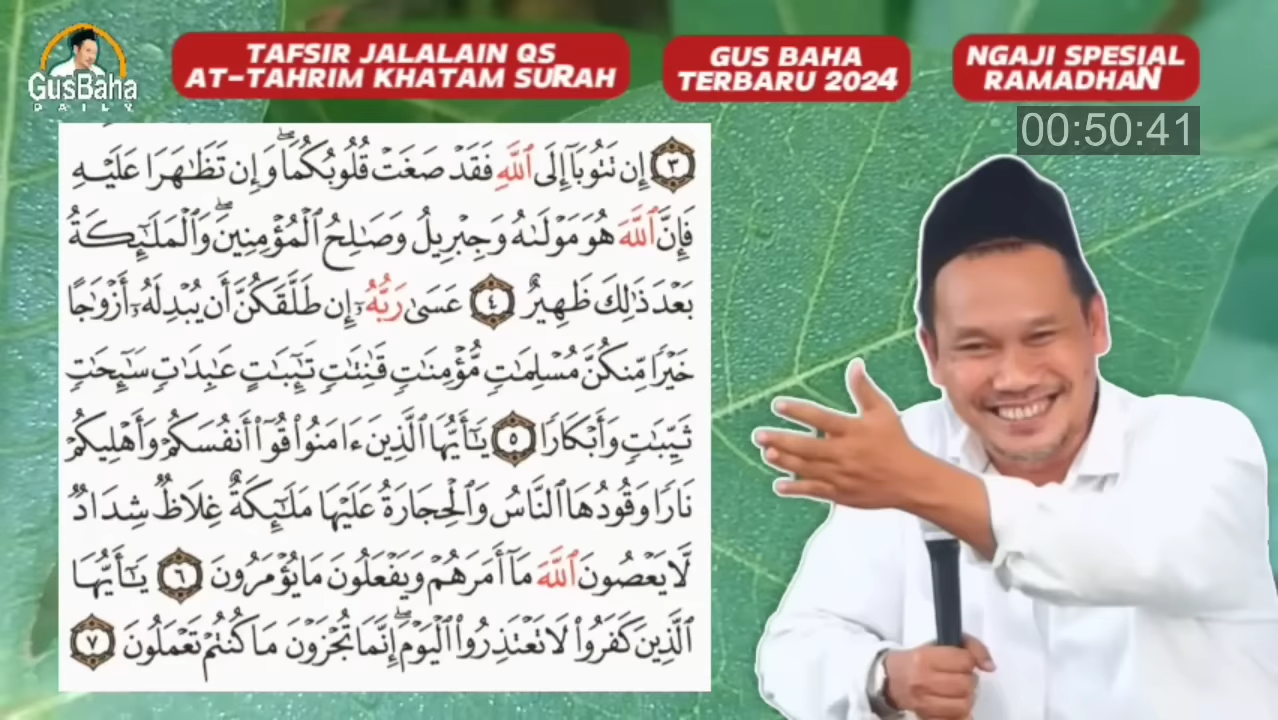 GusBaha
DAILY
TAFSIR JALALAIN QS
AT-TAHRIM KHATAM SURAH
GUS BAHA
TERBARU 2024
NGAJI SPESIAL
RAMADHAN
00:50:41
٣ إِن تَتُوبَآ إِلَى ٱللَّهِ فَقَدۡ صَغَتۡ قُلُوبُكُمَاۖ وَإِن تَظَٰهَرَا عَلَيۡهِ
فَإِنَّ ٱللَّهَ هُوَ مَوۡلَىٰهُ وَجِبۡرِيلُ وَصَٰلِحُ ٱلۡمُؤۡمِنِينَۖ وَٱلۡمَلَٰٓئِكَةُ
بَعۡدَ ذَٰلِكَ ظَهِيرٌ ٤ عَسَىٰ رَبُّهُۥٓ إِن طَلَّقَكُنَّ أَن يُبۡدِلَهُۥٓ أَزۡوَٰجًا
خَيۡرٗا مِّنكُنَّ مُسۡلِمَٰتٖ مُّؤۡمِنَٰتٖ قَٰنِتَٰتٖ تَٰٓئِبَٰتٍ عَٰبِدَٰتٖ سَٰٓئِحَٰتٖ
ثَيِّبَٰتٖ وَأَبۡكَارٗا ٥ يَٰٓأَيُّهَا ٱلَّذِينَ ءَامَنُواْ قُوٓاْ أَنفُسَكُمۡ وَأَهۡلِيكُمۡ
نَارٗا وَقُودُهَا ٱلنَّاسُ وَٱلۡحِجَارَةُ عَلَيۡهَا مَلَٰٓئِكَةٌ غِلَاظٞ شِدَادٞ
لَّا يَعۡصُونَ ٱللَّهَ مَآ أَمَرَهُمۡ وَيَفۡعَلُونَ مَا يُؤۡمَرُونَ ٦ يَٰٓأَيُّهَا
ٱلَّذِينَ كَفَرُواْ لَا تَعۡتَذِرُواْ ٱلۡيَوۡمَۖ إِنَّمَا تُجۡزَوۡنَ مَا كُنتُمۡ تَعۡمَلُونَ ٧